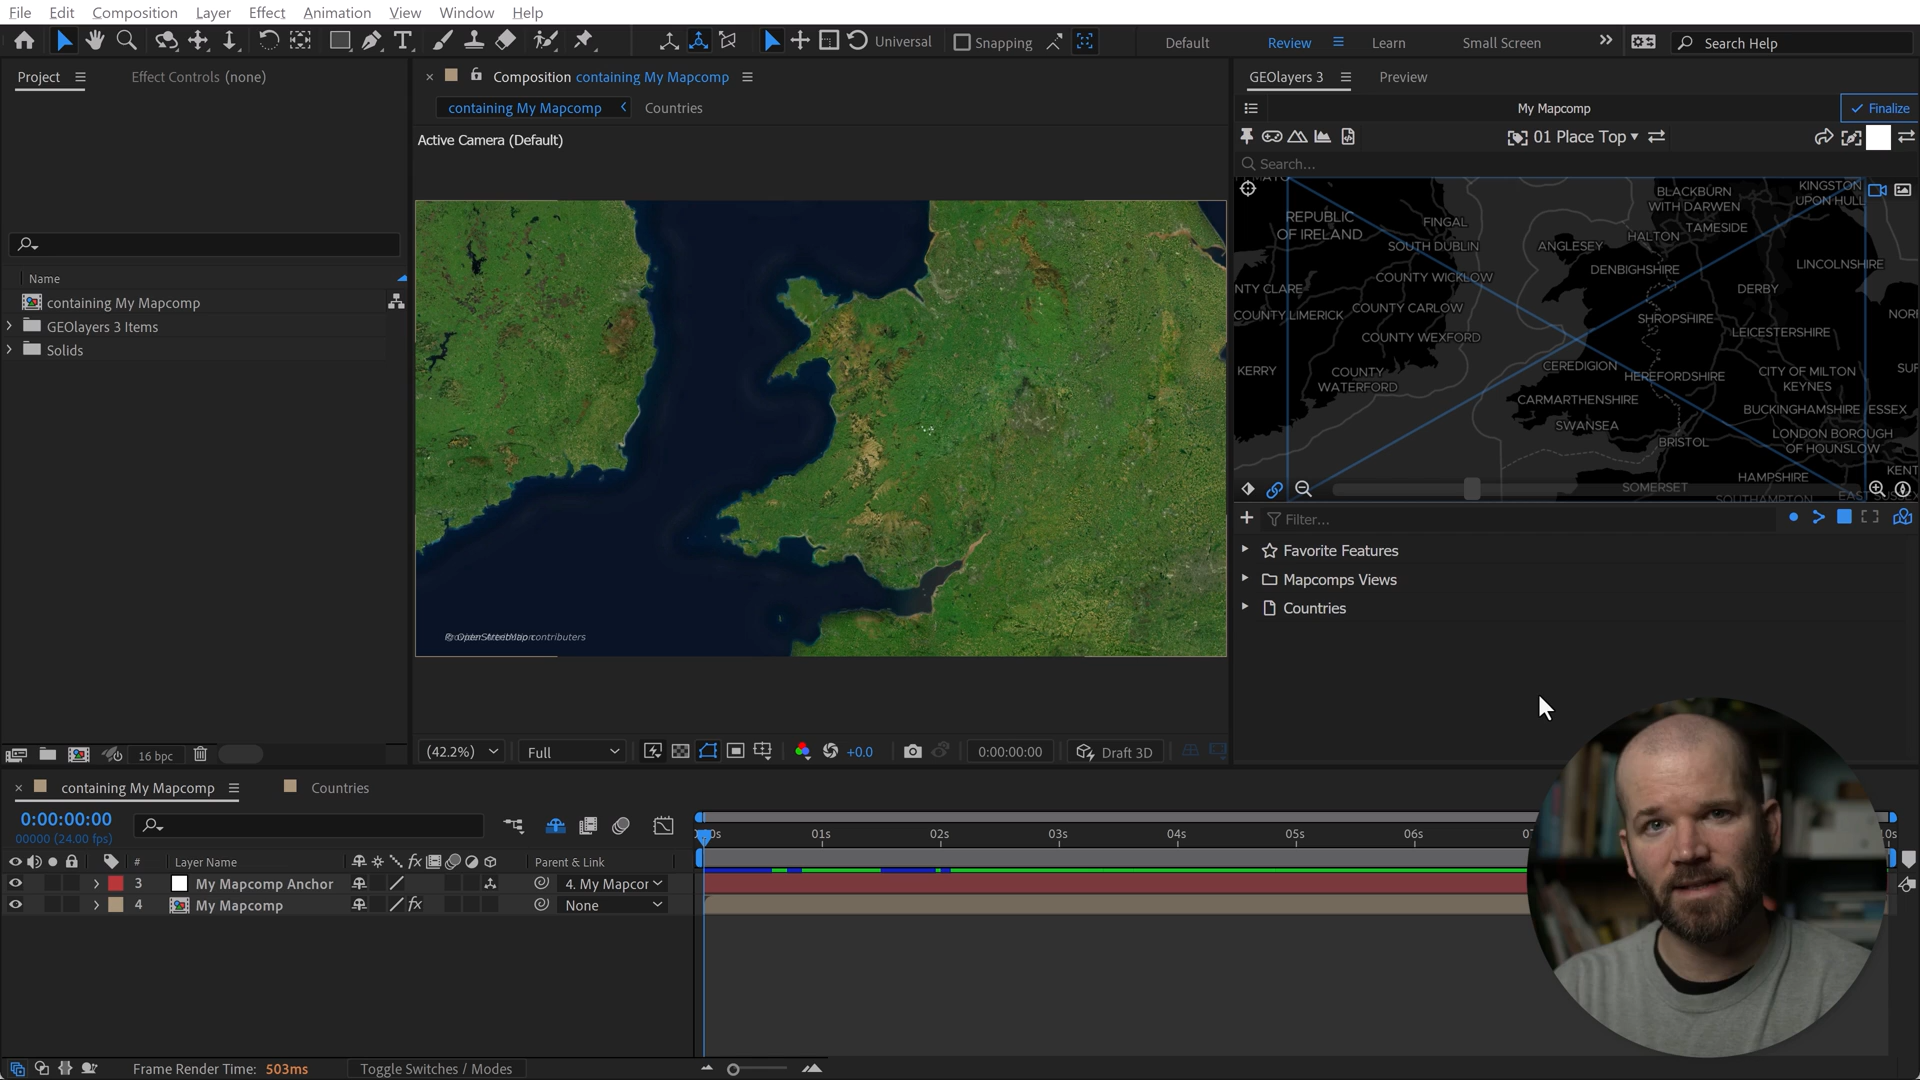 File Edit Composition Layer Effect Animation View Window Help
Universal Snapping Default Review Learn Small Screen Search Help
Project Effect Controls (none)
Name
containing My Mapcomp
GEOlayers 3 Items
Solids
16 bpc
Composition containing My Mapcomp
containing My Mapcomp Countries
Active Camera (Default)
contributers
(42.2%) Full +0.0 0:00:00:00 Draft 3D
GEOlayers 3 Preview
My Mapcomp Finalize
01 Place Top
Search...
REPUBLIC
OF IRELAND
FINGAL
SOUTH DUBLIN
COUNTY WICKLOW
NTY CLARE
COUNTY LIMERICK
COUNTY CARLOW
COUNTY WEXFORD
KERRY
COUNTY
WATERFORD
BLACKBURN
WITH DARWEN
KINGSTON
UPON HULL
TAMESIDE
HALTON
ANGLESEY
DENBIGHSHIRE
LINCOLNSHIRE
DERBY
SHROPSHIRE
LEICESTERSHIRE
NOR
CEREDIGION
HEREFORDSHIRE
CITY OF MILTON
KEYNES
SUF
CARMARTHENSHIRE
BUCKINGHAMSHIRE
ESSEX
SWANSEA
BRISTOL
LONDON BOROUGH
OF HOUNSLOW
HAMPSHIRE
KENT
SOMERSET
SOUTHAMPTON
EAST SUSSEX
Filter...
Favorite Features
Mapcomps Views
Countries
containing My Mapcomp Countries
0:00:00:00
00000 (24.00 fps)
# Layer Name Parent & Link
3 My Mapcomp Anchor 4. My Mapcor
4 My Mapcomp None
01s 02s 03s 04s 05s 06s
Frame Render Time: 503ms Toggle Switches / Modes